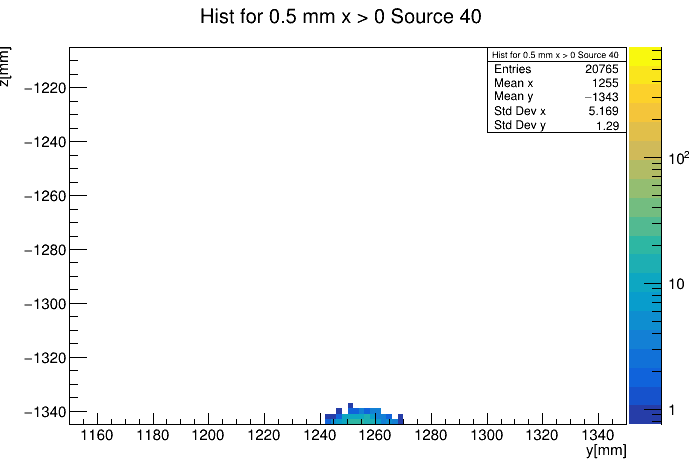 Hist for 0.5 mm x > 0 Source 40
z[mm]
Hist for 0.5 mm x > 0 Source 40
Entries 20765
Mean x 1255
Mean y −1343
Std Dev x 5.169
Std Dev y 1.29
−1220
−1240
−1260
−1280
−1300
−1320
−1340
10²
10
1
1160 1180 1200 1220 1240 1260 1280 1300 1320 1340
y[mm]